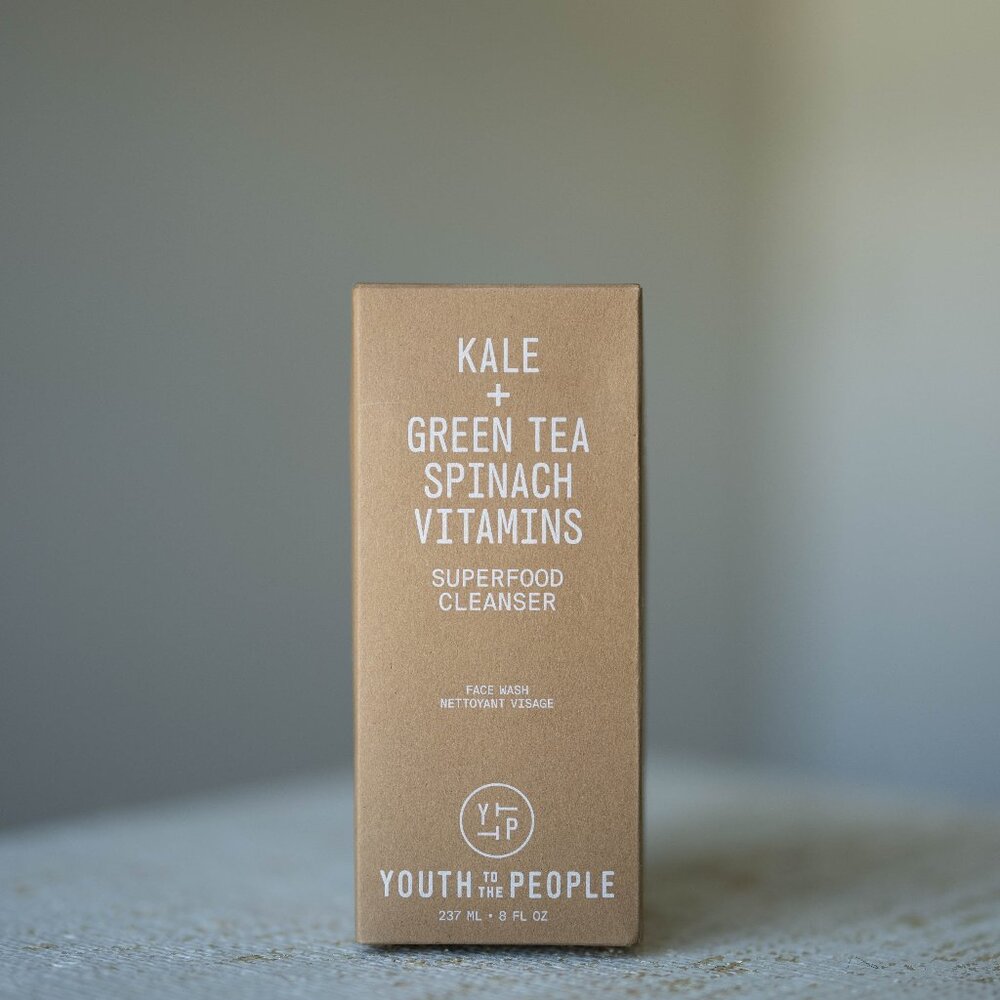 KALE
+
GREEN TEA
SPINACH
VITAMINS
SUPERFOOD
CLEANSER
FACE WASH
NETTOYANT VISAGE
Y T
T P
YOUTH TO THE PEOPLE
237 ML • 8 FL OZ